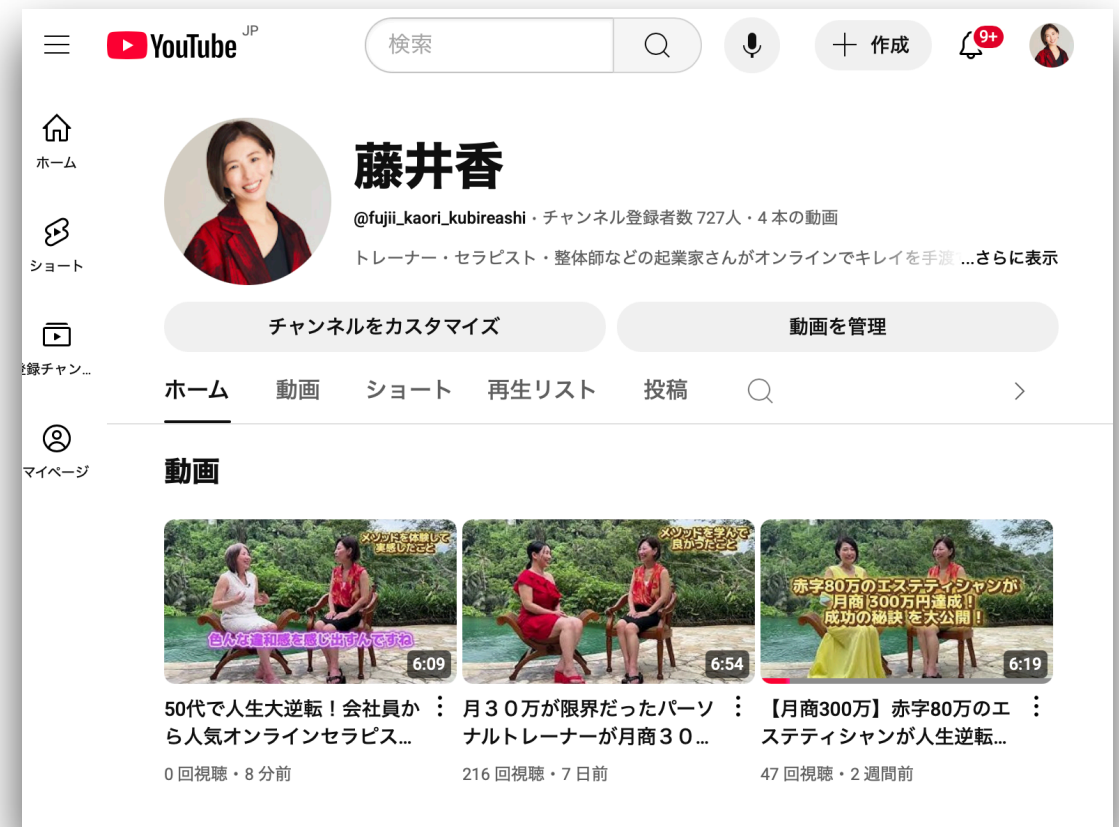 YouTube JP
検索
作成
9+
ホーム
ショート
登録チャン...
マイページ
藤井香
@fujii_kaori_kubireashi・チャンネル登録者数 727人・4 本の動画
トレーナー・セラピスト・整体師などの起業家さんがオンラインでキレイを手渡 ...さらに表示
チャンネルをカスタマイズ
動画を管理
ホーム 動画 ショート 再生リスト 投稿
動画
メソッドを体験して
実感したこと
色んな違和感を感じ出すんですね
6:09
50代で人生大逆転！会社員か
ら人気オンラインセラピス...
0 回視聴・8 分前
メソッドを学んで
良かったこと
6:54
月３０万が限界だったパーソ
ナルトレーナーが月商３０...
216 回視聴・7 日前
赤字80万のエステティシャンが
月商300万円達成！
成功の秘訣を大公開！
6:19
【月商300万】赤字80万のエ
ステティシャンが人生逆転...
47 回視聴・2 週間前